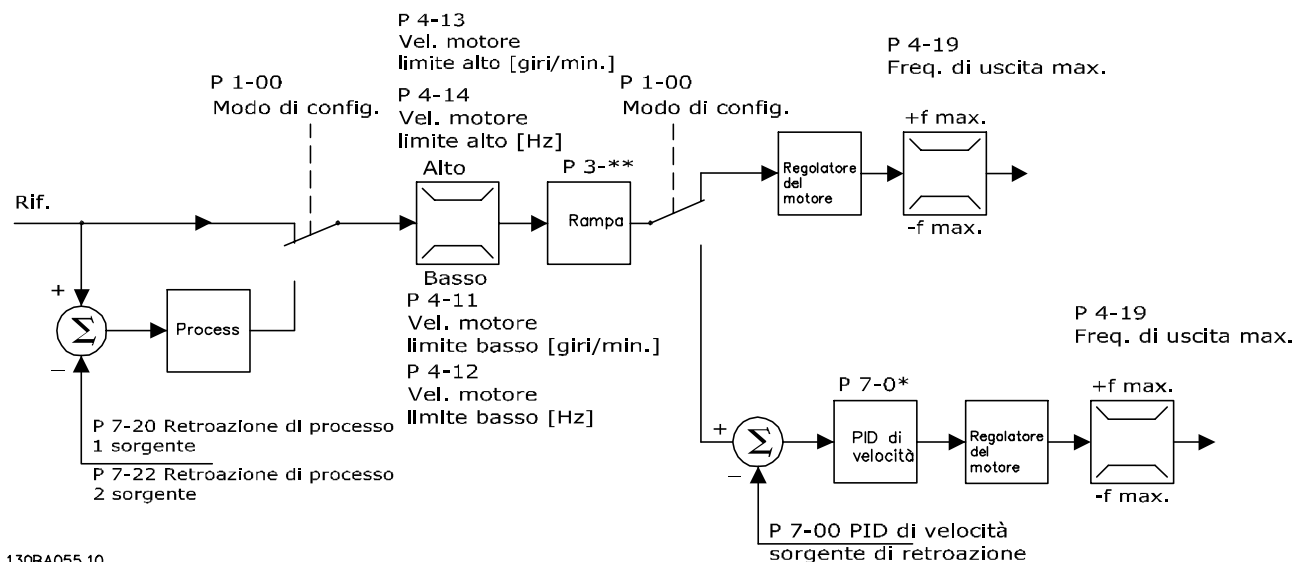 P 4-13
Vel. motore
limite alto [giri/min.]
P 4-19
Freq. di uscita max.
P 1-00
Modo di config.
P 4-14
Vel. motore
limite alto [Hz]
P 1-00
Modo di config.
+f max.
Alto
P 3-**
Rif.
Rampa
Regolatore
del
motore
-f max.
Basso
+
Σ
−
Process
P 4-11
Vel. motore
limite basso [giri/min.]
P 4-12
Vel. motore
limite basso [Hz]
P 4-19
Freq. di uscita max.
P 7-0*
+f max.
P 7-20 Retroazione di processo
1 sorgente
P 7-22 Retroazione di processo
2 sorgente
+
Σ
−
PID di
velocità
Regolatore
del
motore
-f max.
P 7-00 PID di velocità
sorgente di retroazione
130BA055.10